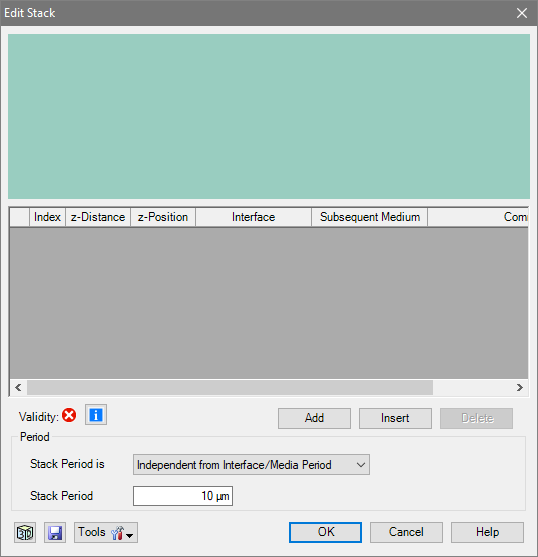 Edit Stack
Index z-Distance z-Position Interface Subsequent Medium Com
Validity:
Add Insert Delete
Period
Stack Period is Independent from Interface/Media Period
Stack Period 10 µm
Tools OK Cancel Help